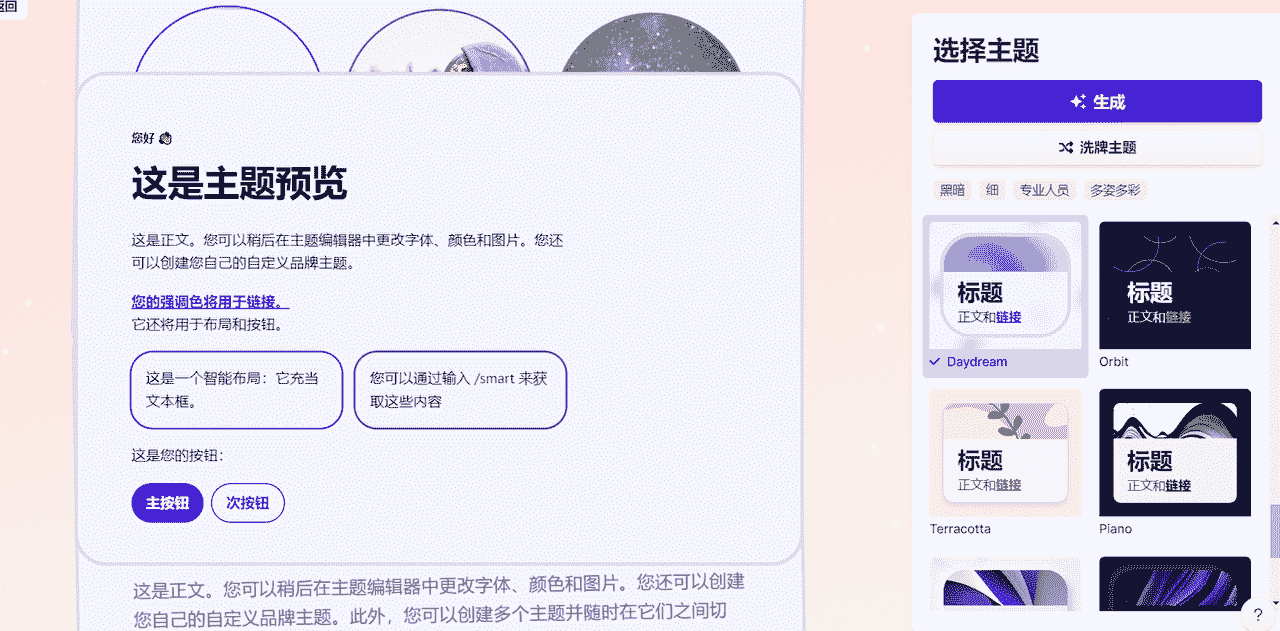 返回
您好
这是主题预览
这是正文。您可以稍后在主题编辑器中更改字体、颜色和图片。您还
可以创建您自己的自定义品牌主题。
您的强调色将用于链接。
它还将用于布局和按钮。
这是一个智能布局：它充当
文本框。
您可以通过输入 /smart 来获
取这些内容
这是您的按钮：
主按钮
次按钮
这是正文。您可以稍后在主题编辑器中更改字体、颜色和图片。您还可以创建
您自己的自定义品牌主题。此外，您可以创建多个主题并随时在它们之间切
选择主题
生成
洗牌主题
黑暗 细 专业人员 多姿多彩
标题
正文和链接
Daydream
标题
正文和链接
Orbit
标题
正文和链接
Terracotta
标题
正文和链接
Piano
?